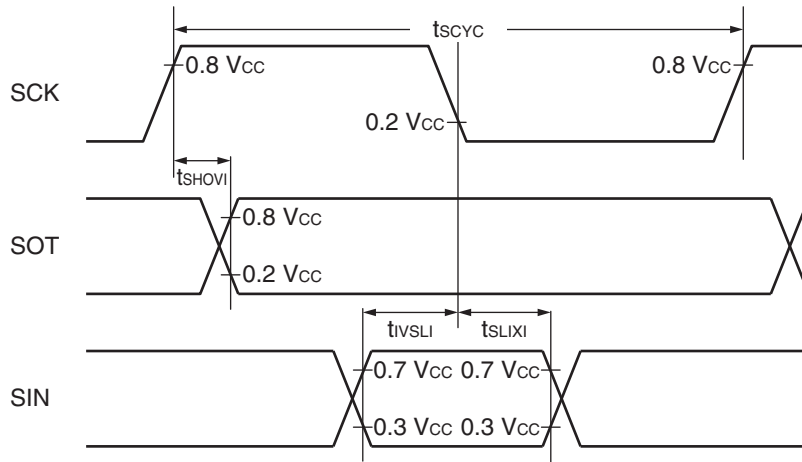 tSCYC
SCK
0.8 VCC
0.8 VCC
0.2 VCC
tSHOVI
SOT
0.8 VCC
0.2 VCC
tIVSLI
tSLIXI
SIN
0.7 VCC
0.7 VCC
0.3 VCC
0.3 VCC